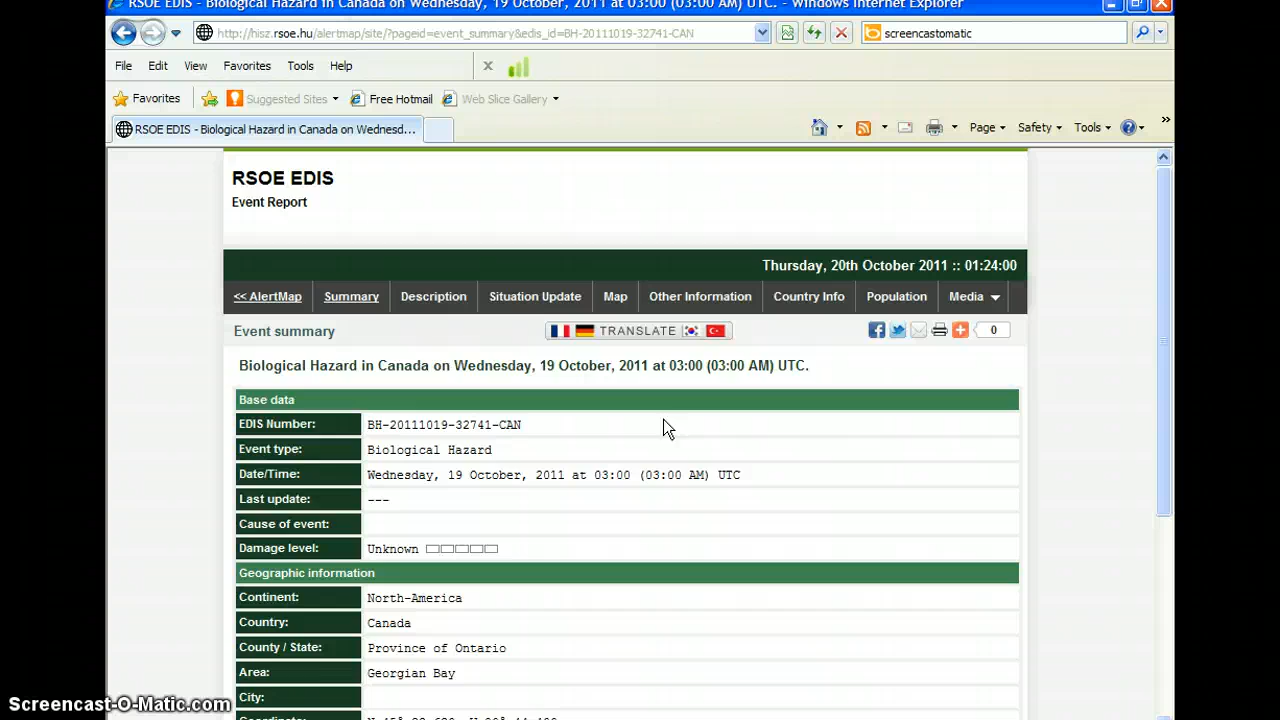 RSOE EDIS - Biological Hazard in Canada on Wednesday, 19 October, 2011 at 03:00 (03:00 AM) UTC. - Windows Internet Explorer
http://hisz.rsoe.hu/alertmap/site/?pageid=event_summary&edis_id=BH-20111019-32741-CAN
screencastomatic
File Edit View Favorites Tools Help
Favorites Suggested Sites Free Hotmail Web Slice Gallery
RSOE EDIS - Biological Hazard in Canada on Wednesd... Page Safety Tools
RSOE EDIS
Event Report
Thursday, 20th October 2011 :: 01:24:00
<< AlertMap Summary Description Situation Update Map Other Information Country Info Population Media
Event summary TRANSLATE 0
Biological Hazard in Canada on Wednesday, 19 October, 2011 at 03:00 (03:00 AM) UTC.
Base data
EDIS Number: BH-20111019-32741-CAN
Event type: Biological Hazard
Date/Time: Wednesday, 19 October, 2011 at 03:00 (03:00 AM) UTC
Last update: ---
Cause of event:
Damage level: Unknown
Geographic information
Continent: North-America
Country: Canada
County / State: Province of Ontario
Area: Georgian Bay
City:
Screencast-O-Matic.com